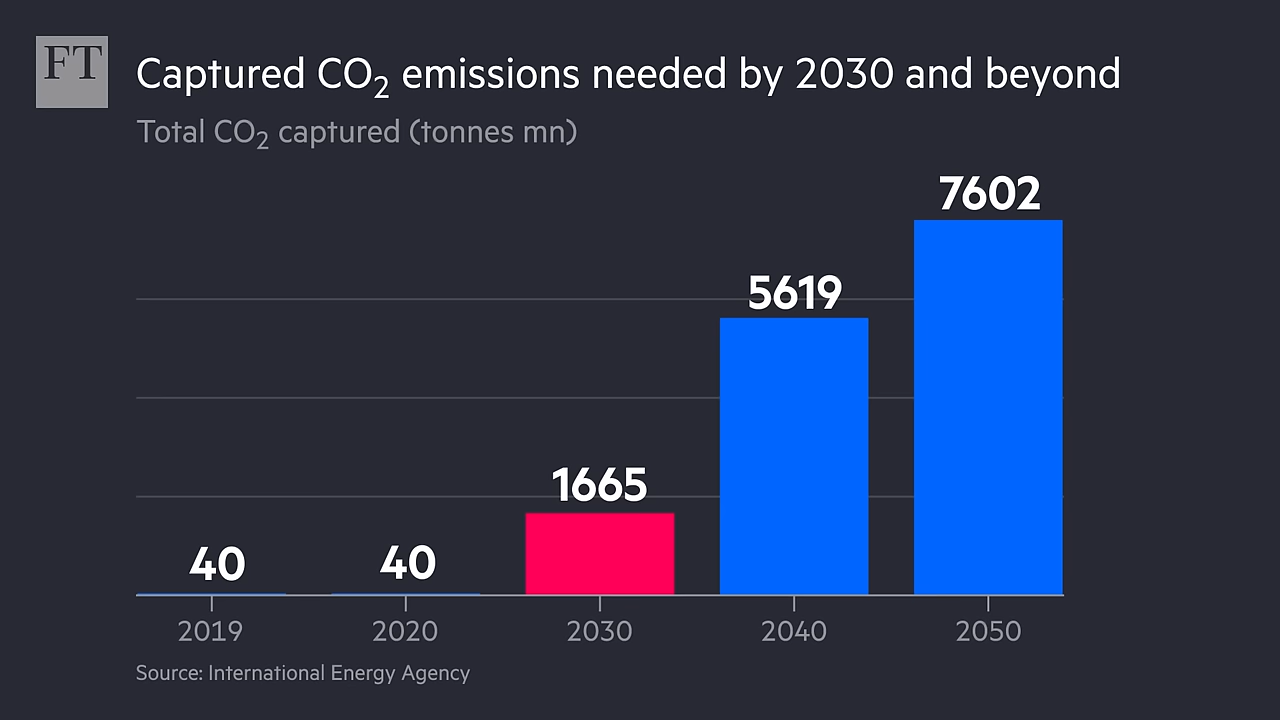 FT
Captured CO₂ emissions needed by 2030 and beyond
Total CO₂ captured (tonnes mn)
7602
5619
1665
40
40
2019
2020
2030
2040
2050
Source: International Energy Agency